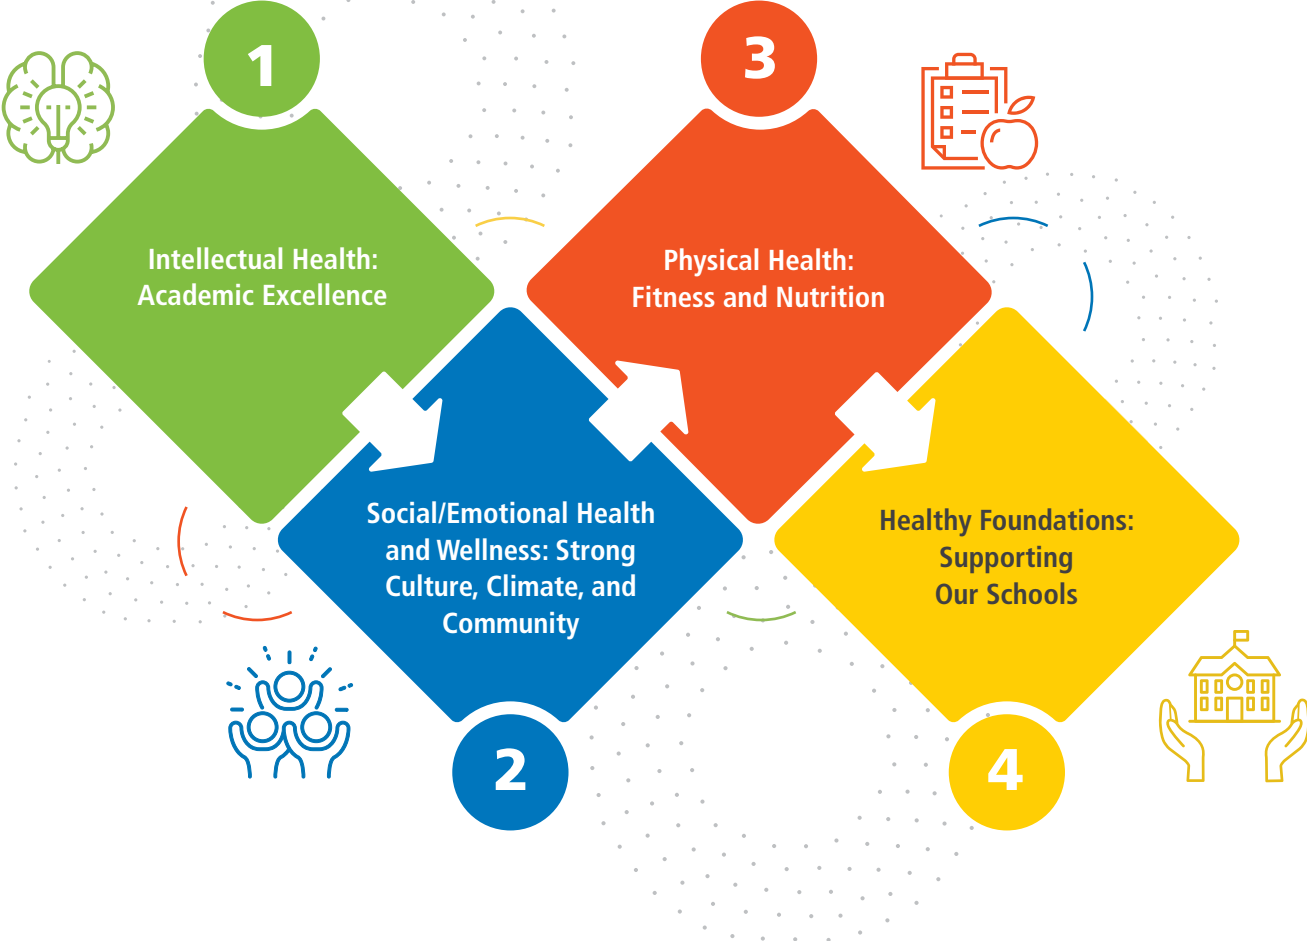 1
Intellectual Health:
Academic Excellence
Social/Emotional Health
and Wellness: Strong
Culture, Climate, and
Community
2
3
Physical Health:
Fitness and Nutrition
Healthy Foundations:
Supporting
Our Schools
4